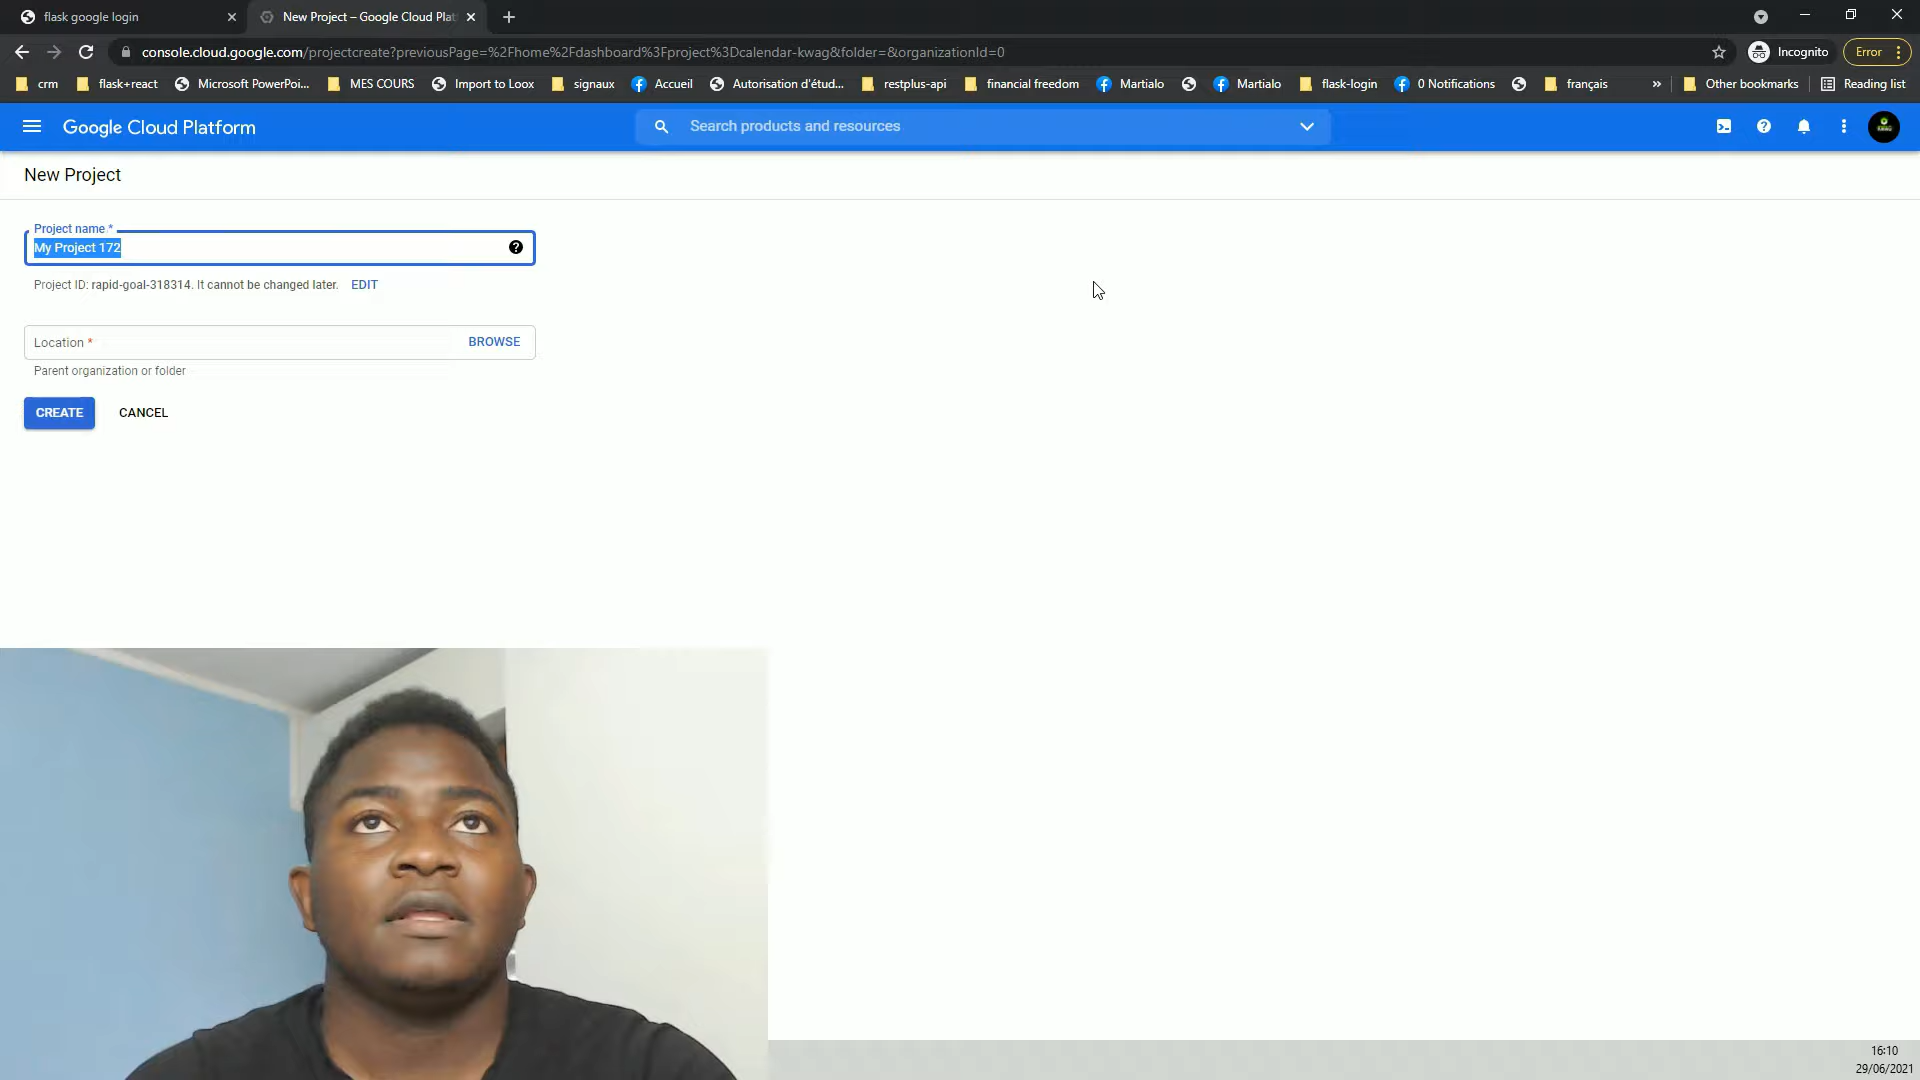 flask google login
New Project – Google Cloud Plat
console.cloud.google.com/projectcreate?previousPage=%2Fhome%2Fdashboard%3Fproject%3Dcalendar-kwag&folder=&organizationId=0
Incognito
Error
crm
flask+react
Microsoft PowerPoi...
MES COURS
Import to Loox
signaux
Accueil
Autorisation d'étud...
restplus-api
financial freedom
Martialo
Martialo
flask-login
0 Notifications
français
»
Other bookmarks
Reading list
Google Cloud Platform
Search products and resources
New Project
Project name *
My Project 172
Project ID: rapid-goal-318314. It cannot be changed later. EDIT
Location *
BROWSE
Parent organization or folder
CREATE
CANCEL
16:10
29/06/2021